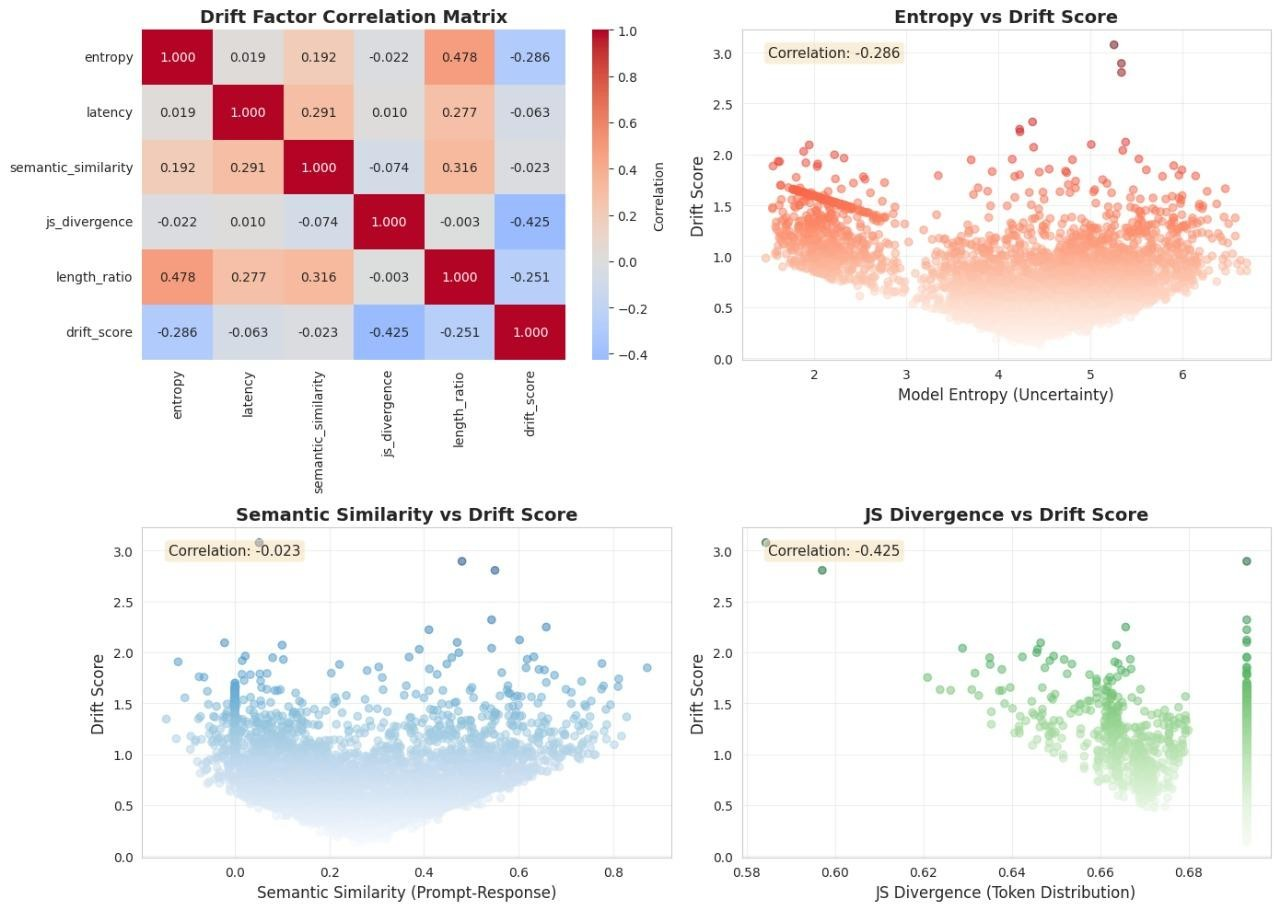 Drift Factor Correlation Matrix
entropy 1.000 0.019 0.192 -0.022 0.478 -0.286
latency 0.019 1.000 0.291 0.010 0.277 -0.063
semantic_similarity 0.192 0.291 1.000 -0.074 0.316 -0.023
js_divergence -0.022 0.010 -0.074 1.000 -0.003 -0.425
length_ratio 0.478 0.277 0.316 -0.003 1.000 -0.251
drift_score -0.286 -0.063 -0.023 -0.425 -0.251 1.000
entropy latency semantic_similarity js_divergence length_ratio drift_score
1.0
0.8
0.6
0.4
0.2
0.0
−0.2
−0.4
Correlation
Entropy vs Drift Score
Correlation: -0.286
Drift Score
3.0
2.5
2.0
1.5
1.0
0.5
0.0
2 3 4 5 6
Model Entropy (Uncertainty)
Semantic Similarity vs Drift Score
Correlation: -0.023
Drift Score
3.0
2.5
2.0
1.5
1.0
0.5
0.0
0.0 0.2 0.4 0.6 0.8
Semantic Similarity (Prompt-Response)
JS Divergence vs Drift Score
Correlation: -0.425
Drift Score
3.0
2.5
2.0
1.5
1.0
0.5
0.0
0.58 0.60 0.62 0.64 0.66 0.68
JS Divergence (Token Distribution)